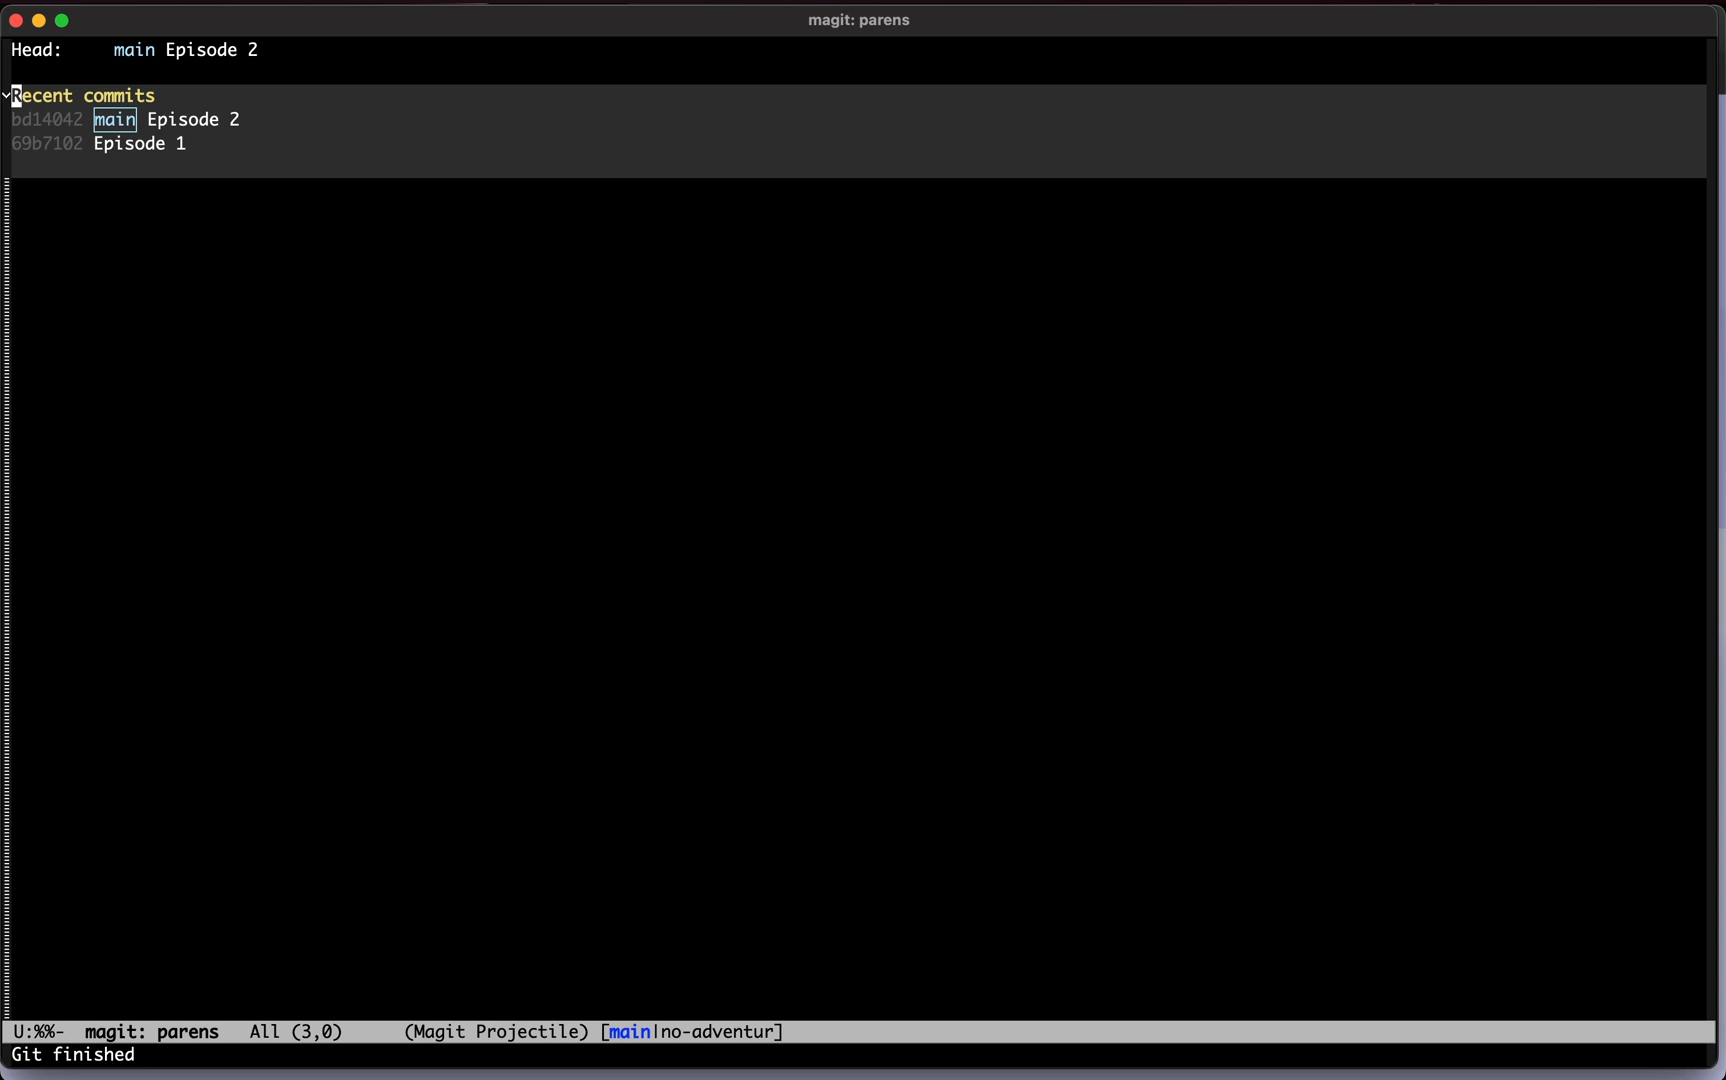 magit: parens
Head:     main Episode 2
Recent commits
bd14042 main Episode 2
69b7102 Episode 1
U:%%-  magit: parens   All (3,0)      (Magit Projectile) [main|no-adventur]
Git finished